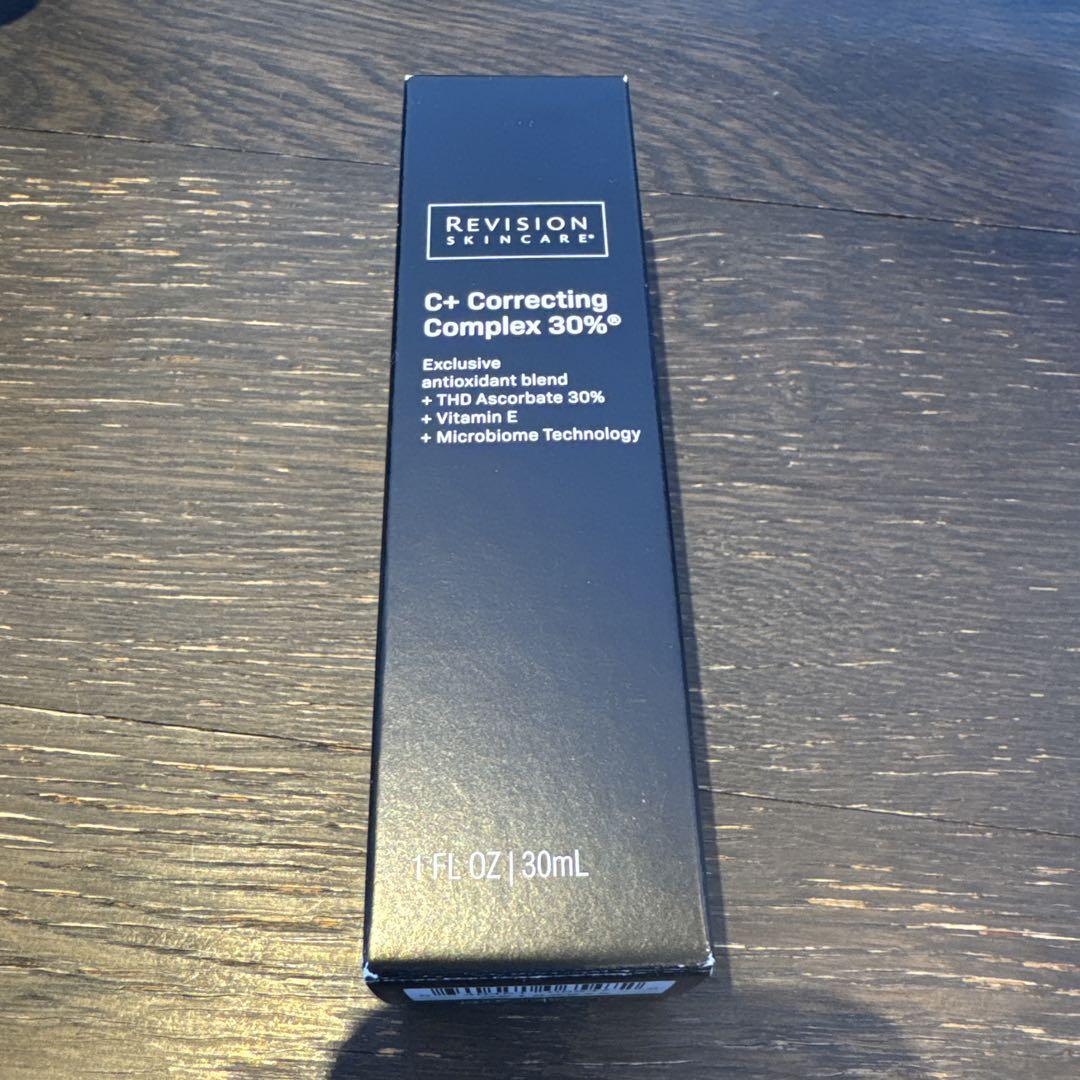 REVISION
SKINCARE®
C+ Correcting
Complex 30%®
Exclusive
antioxidant blend
+ THD Ascorbate 30%
+ Vitamin E
+ Microbiome Technology
1 FL OZ | 30mL